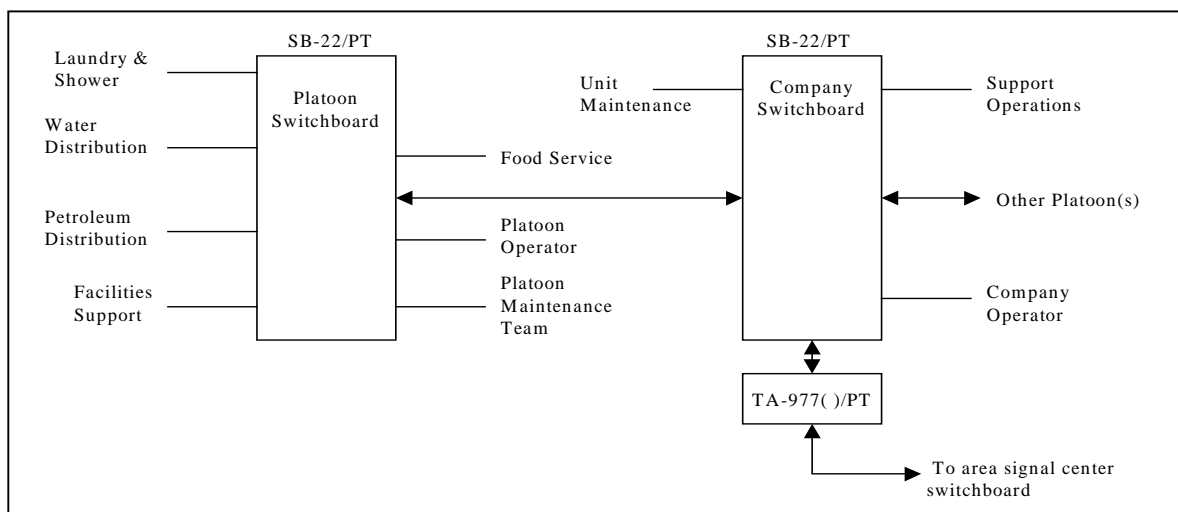 SB-22/PT
SB-22/PT
Laundry &
Shower
Platoon
Switchboard
Unit
Maintenance
Company
Switchboard
Support
Operations
Water
Distribution
Food Service
Petroleum
Distribution
Platoon
Operator
Other Platoon(s)
Facilities
Support
Platoon
Maintenance
Team
Company
Operator
TA-977( )/PT
To area signal center
switchboard